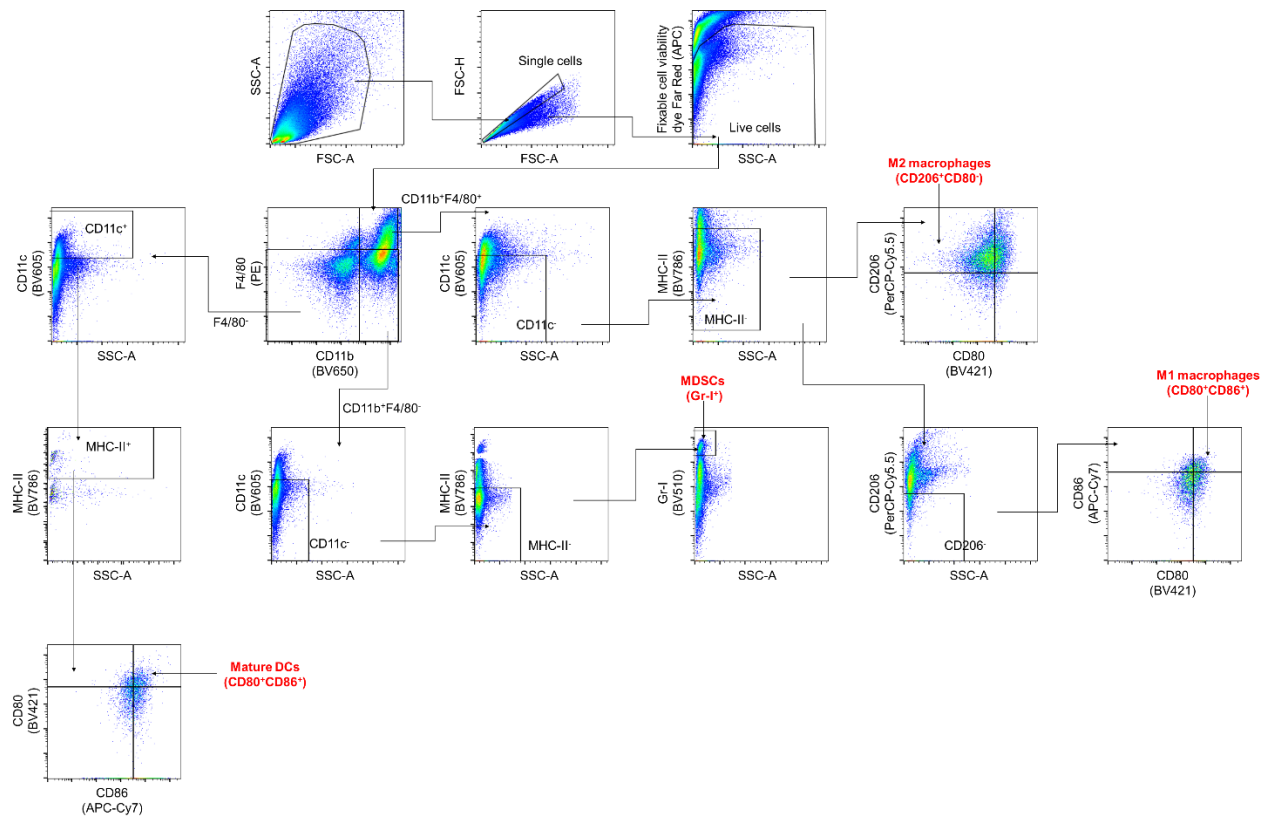 SSC-A
FSC-A
FSC-H
Single cells
FSC-A
Fixable cell viability
dye Far Red (APC)
Live cells
SSC-A
M2 macrophages
(CD206⁺CD80⁻)
CD11c
(BV605)
CD11c⁺
SSC-A
F4/80⁻
F4/80
(PE)
CD11b
(BV650)
CD11b⁺F4/80⁺
CD11c
(BV605)
CD11c⁻
SSC-A
MHC-II
(BV786)
MHC-II⁻
SSC-A
CD206
(PerCP-Cy5.5)
CD80
(BV421)
MHC-II
(BV786)
MHC-II⁺
SSC-A
CD11b⁺F4/80⁻
CD11c
(BV605)
CD11c⁻
SSC-A
MHC-II
(BV786)
MHC-II⁻
SSC-A
MDSCs
(Gr-I⁺)
Gr-I
(BV510)
SSC-A
CD206
(PerCP-Cy5.5)
CD206⁻
SSC-A
M1 macrophages
(CD80⁺CD86⁺)
CD86
(APC-Cy7)
CD80
(BV421)
CD80
(BV421)
CD86
(APC-Cy7)
Mature DCs
(CD80⁺CD86⁺)